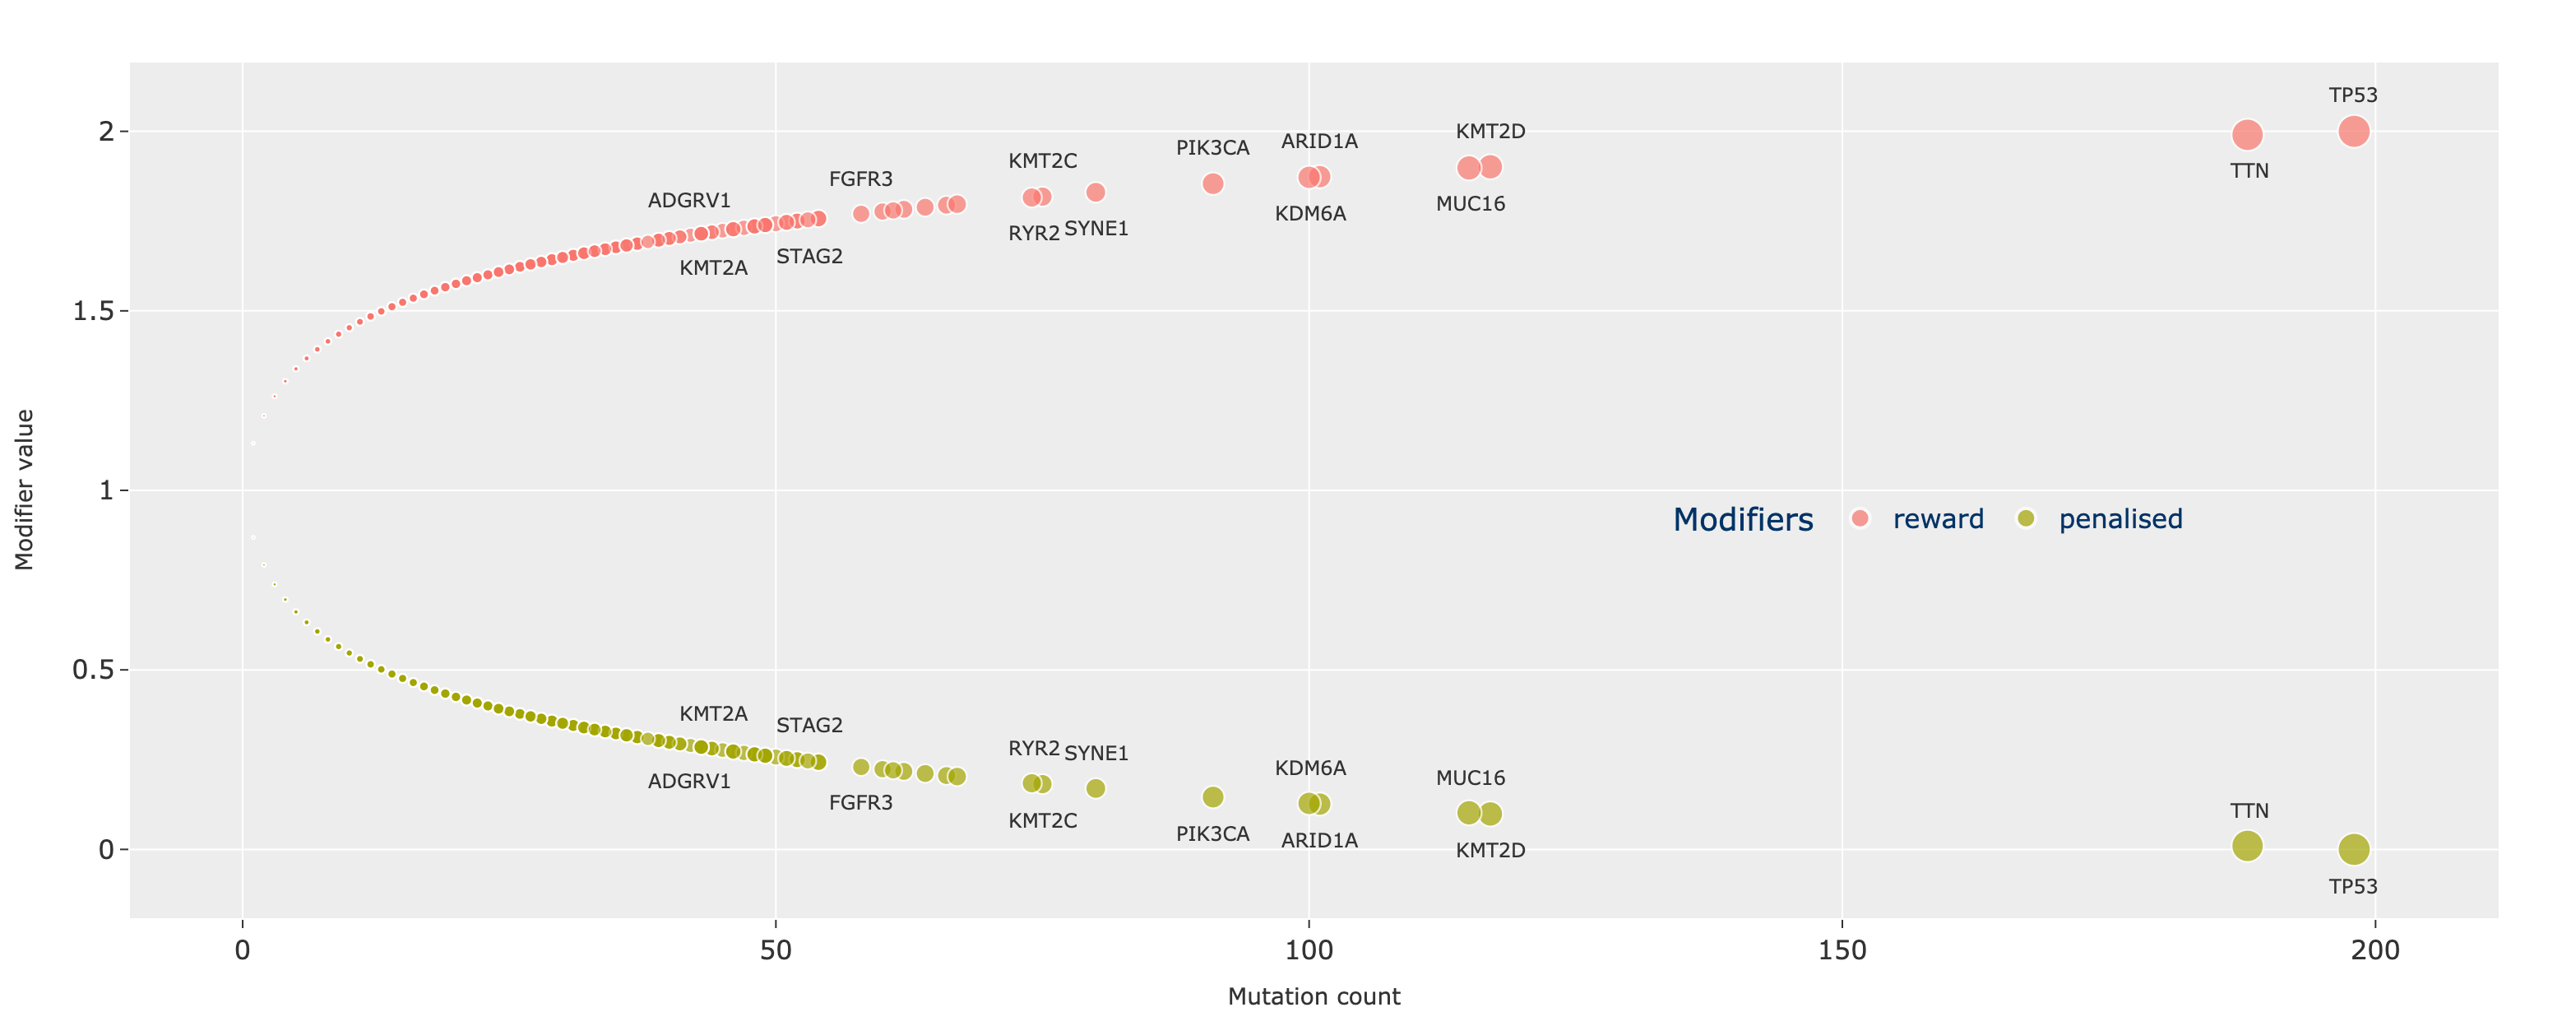 TP53
2
KMT2D
ARID1A
PIK3CA
KMT2C
TTN
FGFR3
ADGRV1
MUC16
KDM6A
SYNE1
RYR2
STAG2
KMT2A
1.5
1
Modifier value
Modifiers reward penalised
0.5
KMT2A
STAG2
RYR2
SYNE1
KDM6A
MUC16
ADGRV1
FGFR3
TTN
KMT2C
PIK3CA
ARID1A
KMT2D
0
TP53
0 50 100 150 200
Mutation count